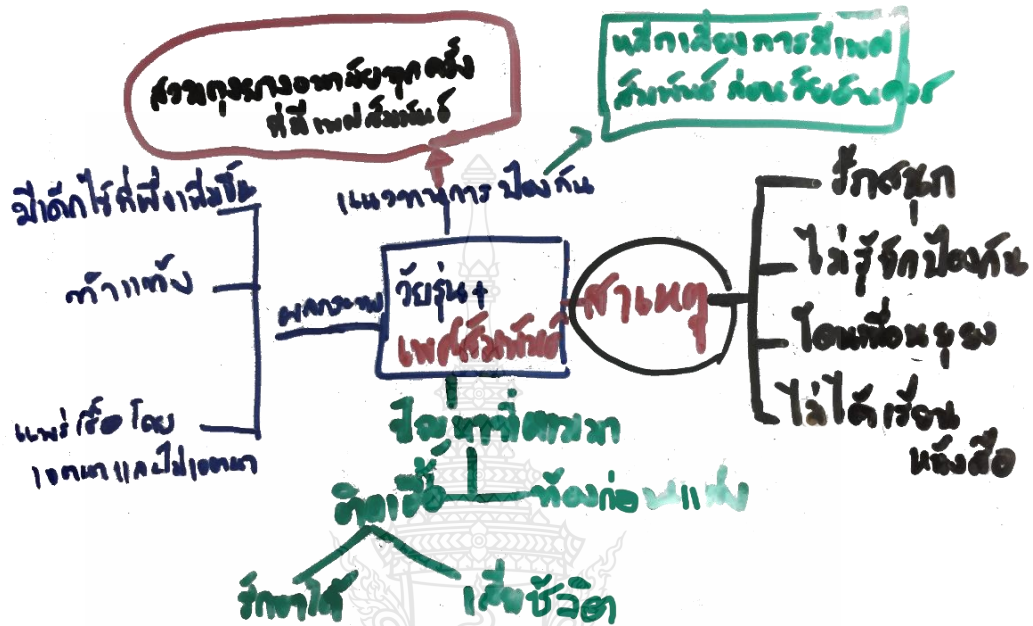 สวมถุงยางอนามัยทุกครั้ง
ที่มีเพศสัมพันธ์
หลีกเลี่ยงการมีเพศ
สัมพันธ์ก่อนวัยอันควร
แนวทางการป้องกัน
มีเด็กไร้ที่พึ่งเพิ่มขึ้น
ทำแท้ง
แพร่เชื้อโดย
เจตนาและไม่เจตนา
ผลกระทบ
วัยรุ่น +
เพศสัมพันธ์
สาเหตุ
รักสนุก
ไม่รู้จักป้องกัน
โดนเพื่อนยุยง
ไม่ได้เรียน
หนังสือ
ปัญหาที่ตามมา
ติดเชื้อ
ท้องก่อนแต่ง
รักษาได้
เสียชีวิต